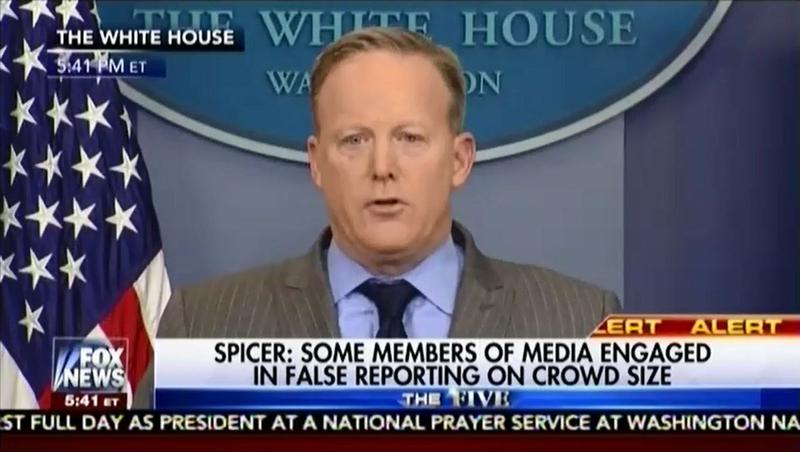 THE WHITE HOUSE
WA ON
THE WHITE HOUSE
5:41 PM ET
ERT ALERT
SPICER: SOME MEMBERS OF MEDIA ENGAGED
IN FALSE REPORTING ON CROWD SIZE
FOX
NEWS
5:41 ET
THE FIVE
ST FULL DAY AS PRESIDENT AT A NATIONAL PRAYER SERVICE AT WASHINGTON NA